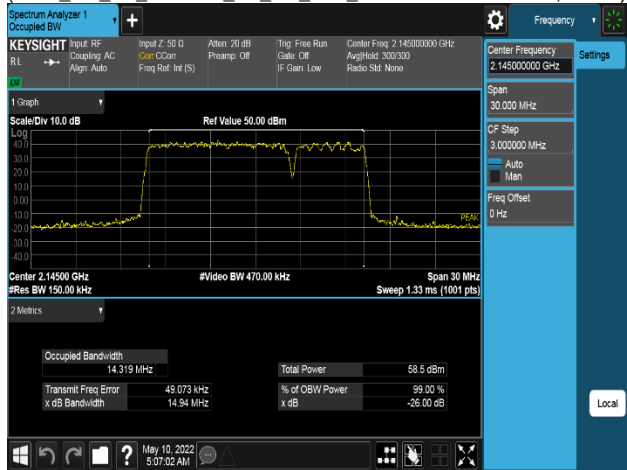 Spectrum Analyzer 1
Occupied BW
Frequency
KEYSIGHT
R L
Input: RF
Coupling: AC
Align: Auto
Input Z: 50 Ω
Corr CCorr
Freq Ref: Int (S)
Atten: 20 dB
Preamp: Off
Trig: Free Run
Gate: Off
IF Gain: Low
Center Freq: 2.145000000 GHz
Avg|Hold: 300/300
Radio Std: None
1 Graph
Scale/Div 10.0 dB
Ref Value 50.00 dBm
Log
40.0
30.0
20.0
10.0
0.00
-10.0
-20.0
-30.0
-40.0
PEAK
Center 2.14500 GHz
#Video BW 470.00 kHz
Span 30 MHz
#Res BW 150.00 kHz
Sweep 1.33 ms (1001 pts)
2 Metrics
Occupied Bandwidth
14.319 MHz
Total Power 58.5 dBm
Transmit Freq Error 49.073 kHz
% of OBW Power 99.00 %
x dB Bandwidth 14.94 MHz
x dB -26.00 dB
Center Frequency
2.145000000 GHz
Settings
Span
30.000 MHz
CF Step
3.000000 MHz
Auto
Man
Freq Offset
0 Hz
Local
May 10, 2022
5:07:02 AM